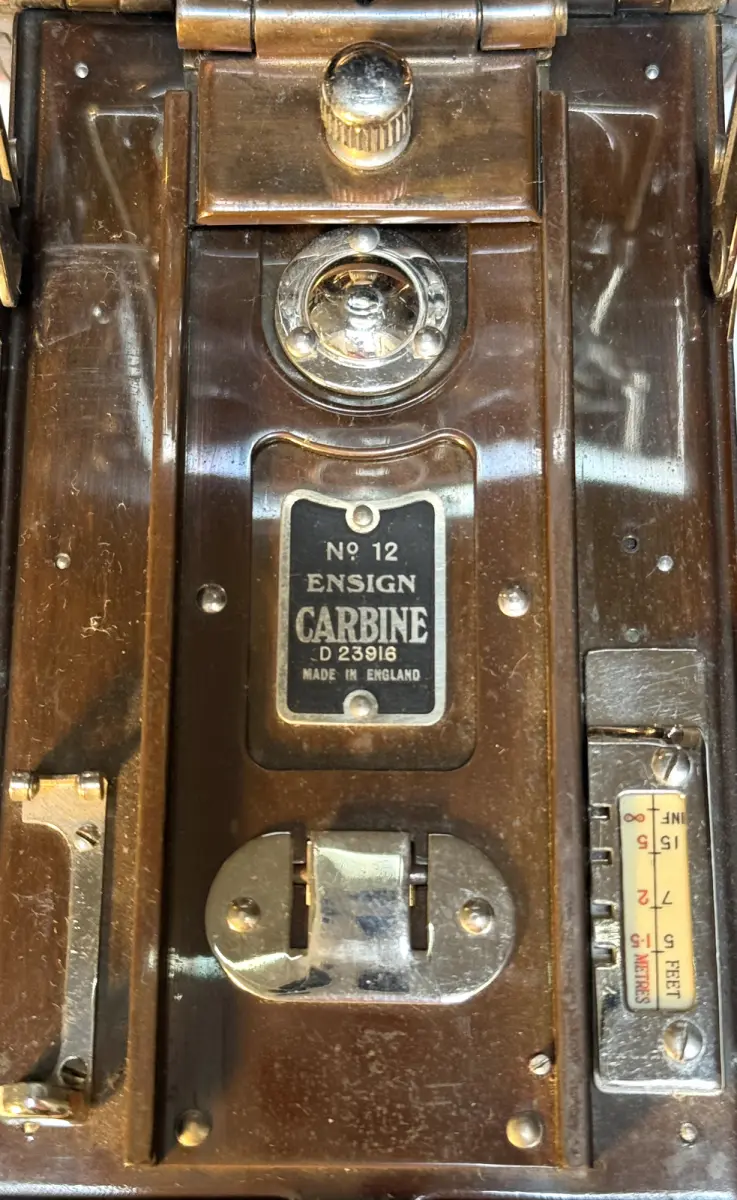 Nº 12
ENSIGN
CARBINE
D 23916
MADE IN ENGLAND
∞ INF
5 15
2 7
1·5 5
METRES FEET